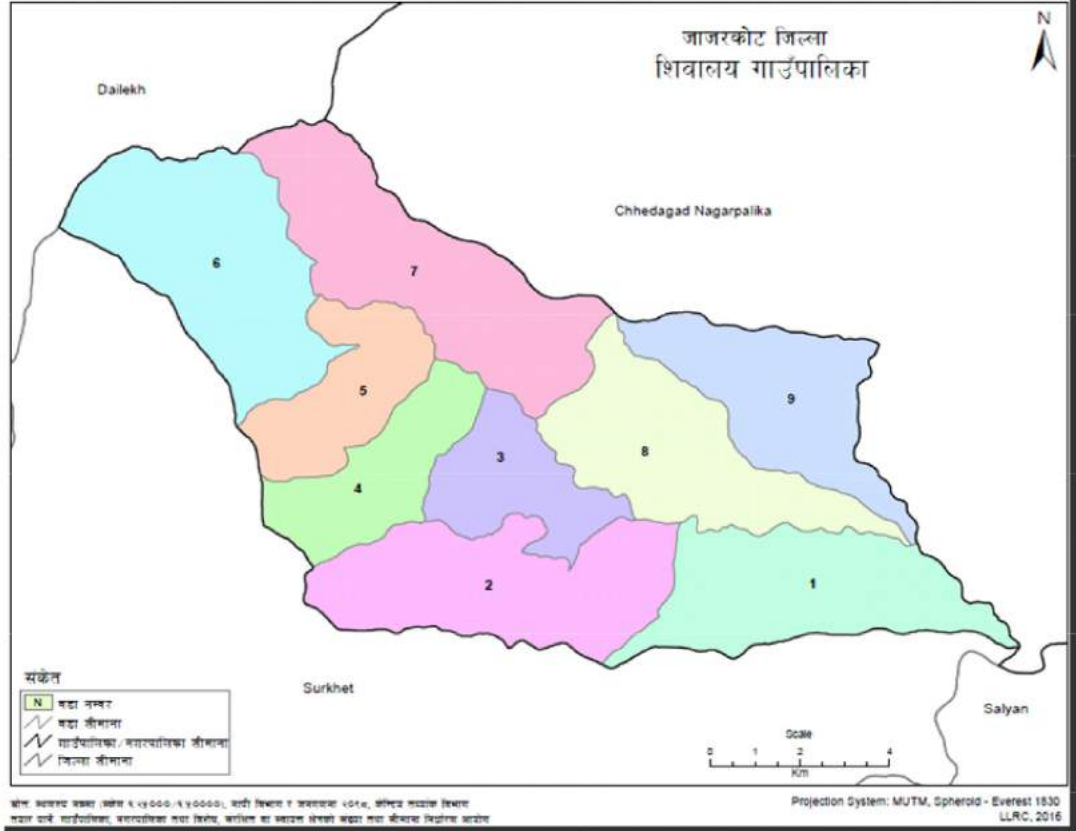 जाजरकोट जिल्ला
शिवालय गाउँपालिका
N
Dailekh
Chhedagad Nagarpalika
6
7
5
9
8
3
4
2
1
Surkhet
Salyan
संकेत
N वडा नम्बर
वडा सीमाना
गाउँपालिका/नगरपालिका सीमाना
जिल्ला सीमाना
Scale
0 1 2 4
Km
Projection System: MUTM, Spheroid - Everest 1830
LLRC, 2016